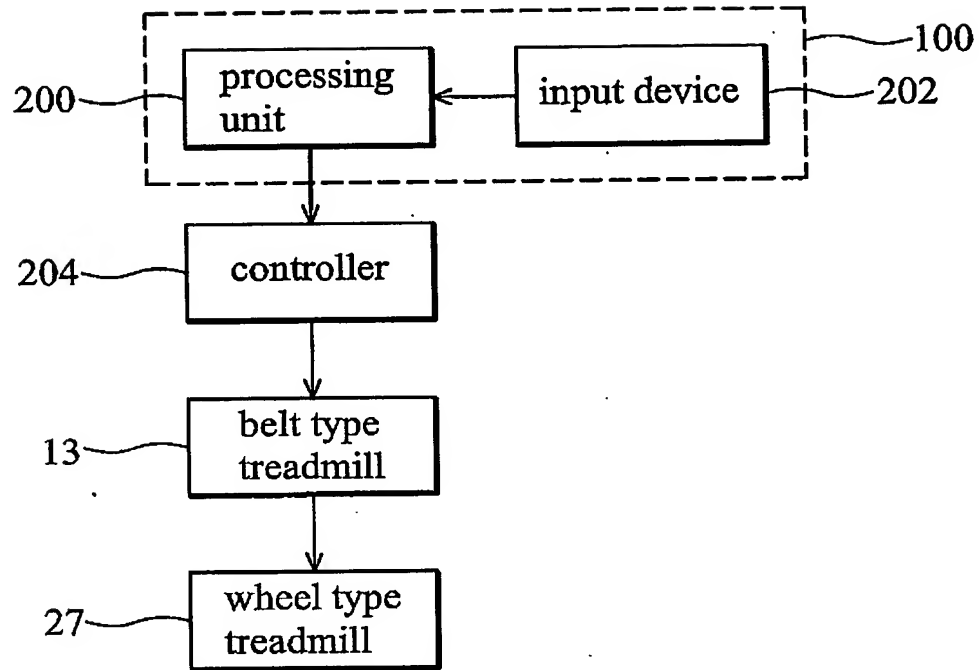 100
200
processing
unit
input device
202
204
controller
13
belt type
treadmill
27
wheel type
treadmill